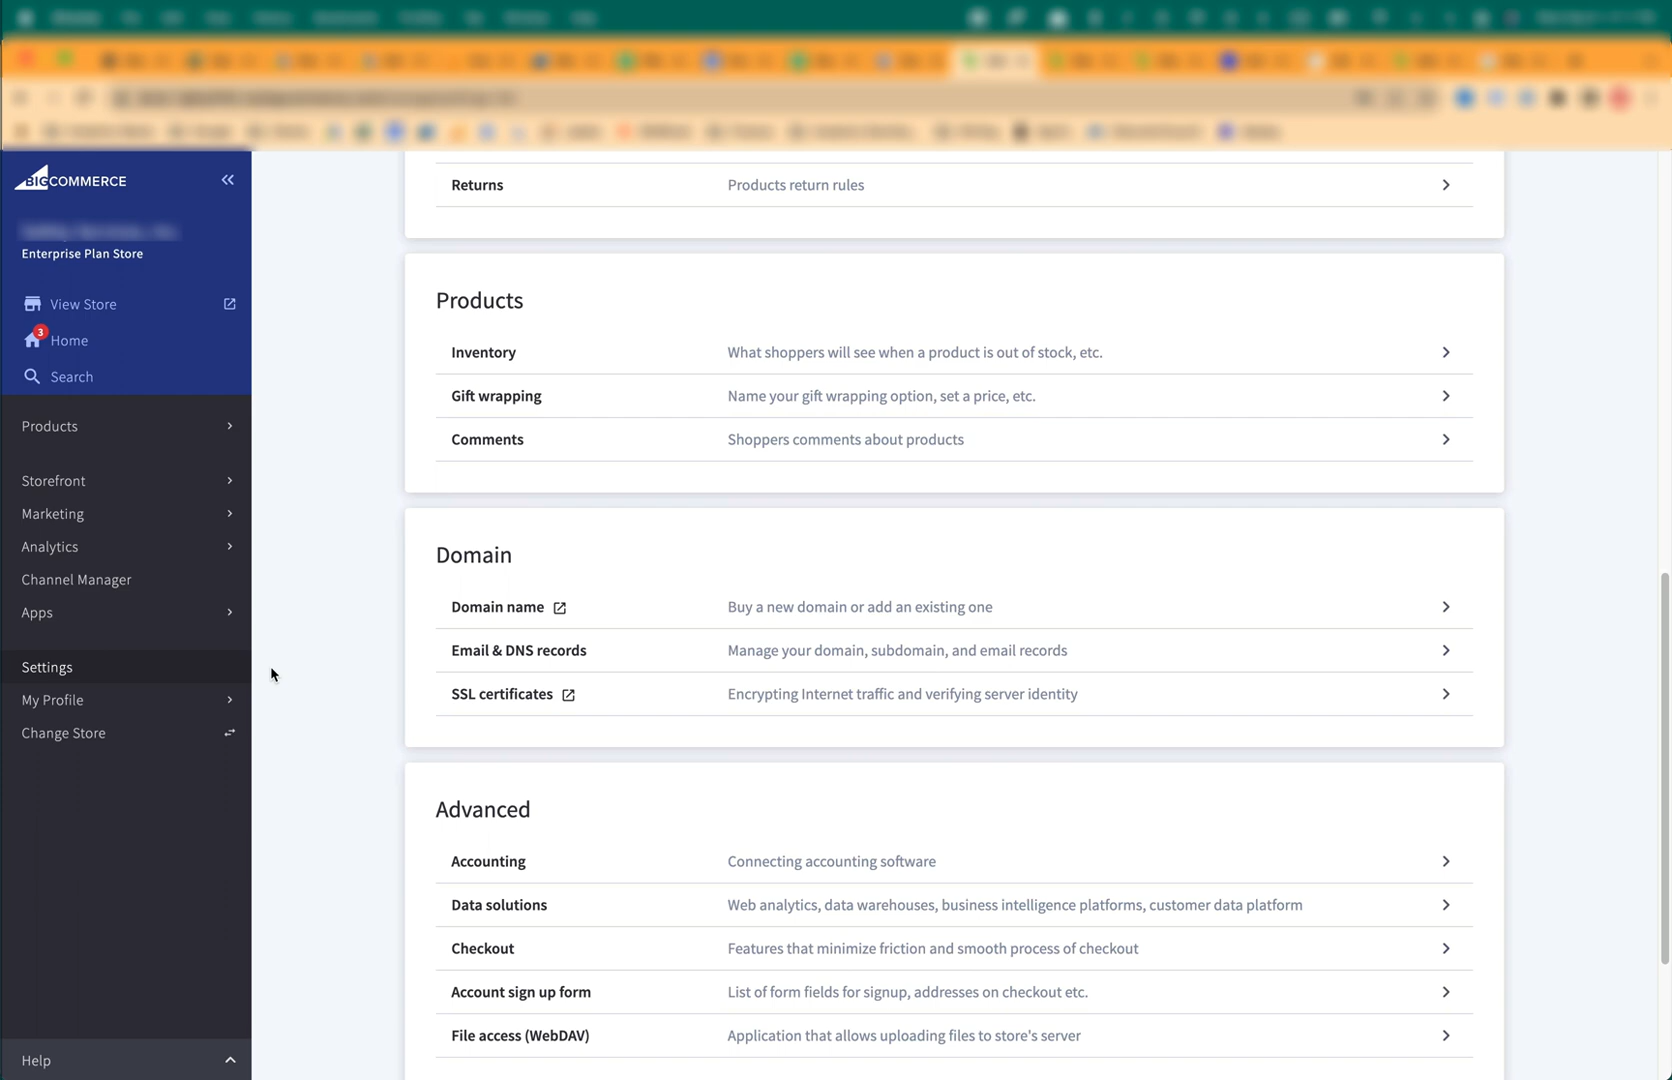 BIGCOMMERCE
Enterprise Plan Store
View Store
3
Home
Search
Products
Storefront
Marketing
Analytics
Channel Manager
Apps
Settings
My Profile
Change Store
Help
Returns Products return rules
Products
Inventory What shoppers will see when a product is out of stock, etc.
Gift wrapping Name your gift wrapping option, set a price, etc.
Comments Shoppers comments about products
Domain
Domain name Buy a new domain or add an existing one
Email & DNS records Manage your domain, subdomain, and email records
SSL certificates Encrypting Internet traffic and verifying server identity
Advanced
Accounting Connecting accounting software
Data solutions Web analytics, data warehouses, business intelligence platforms, customer data platform
Checkout Features that minimize friction and smooth process of checkout
Account sign up form List of form fields for signup, addresses on checkout etc.
File access (WebDAV) Application that allows uploading files to store's server